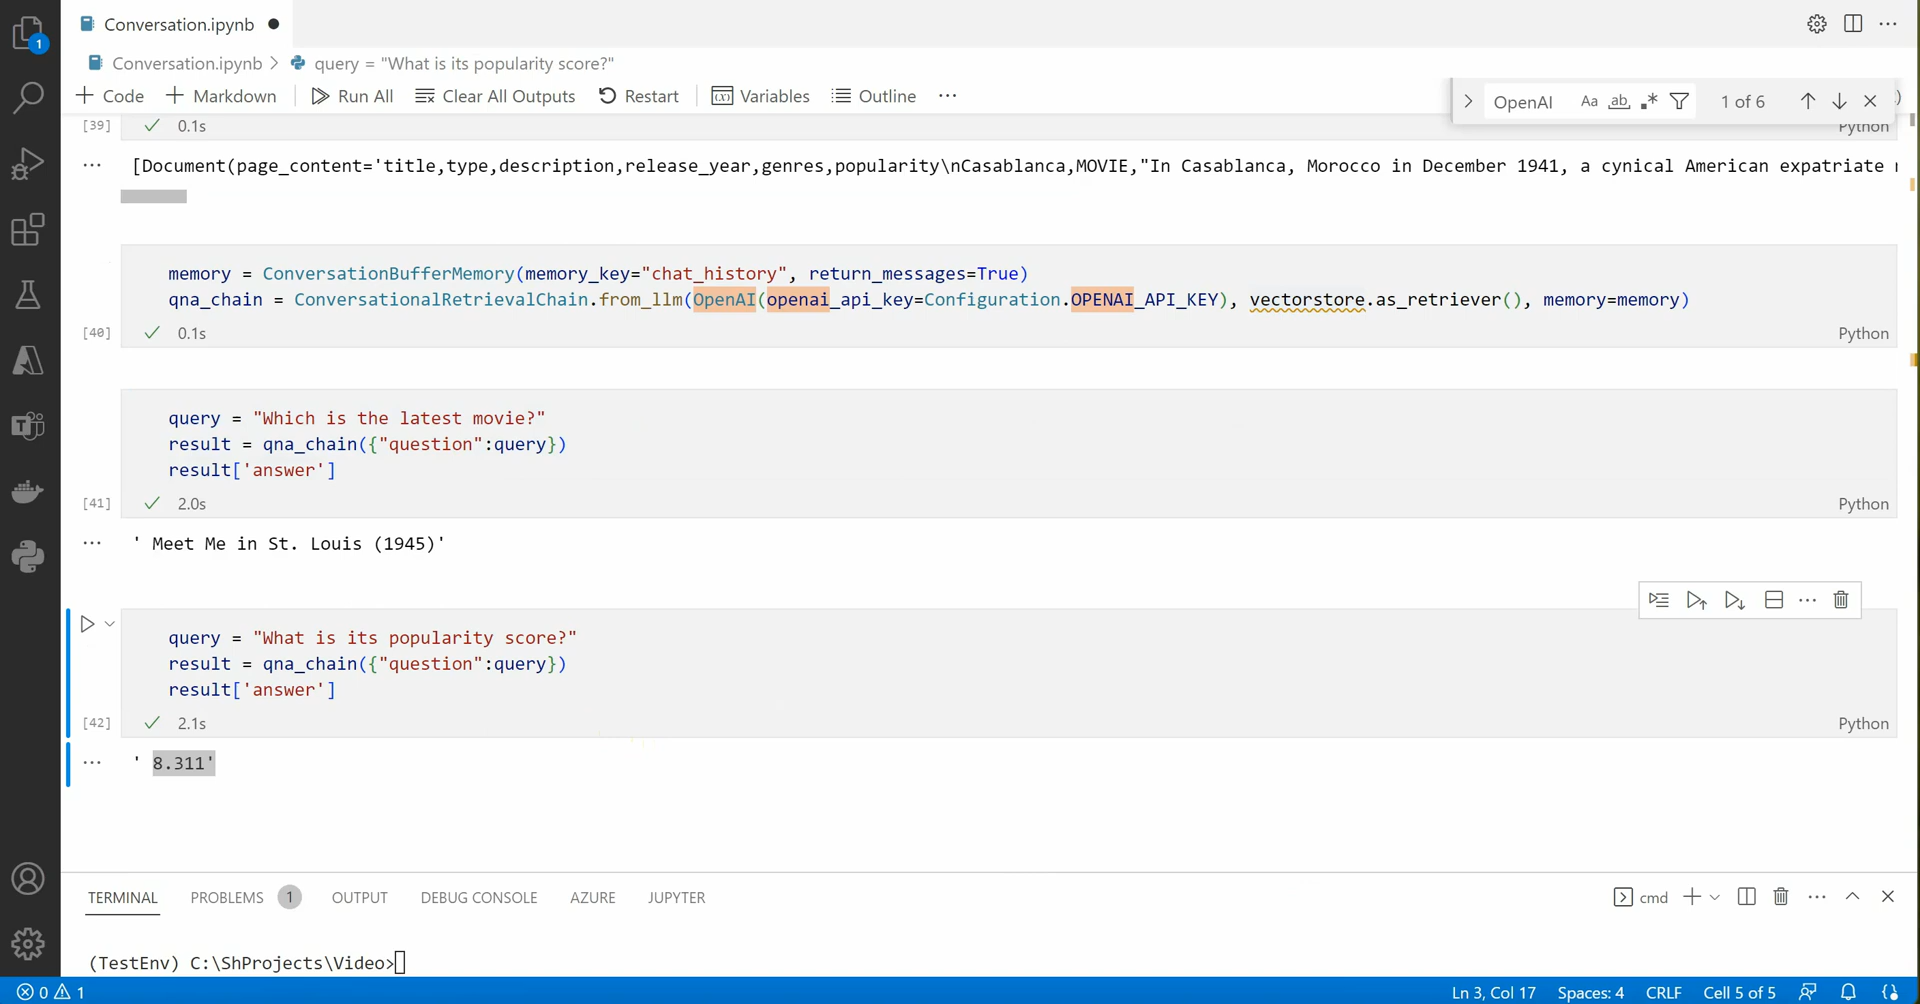 Conversation.ipynb
1
Conversation.ipynb > query = "What is its popularity score?"
+ Code + Markdown Run All Clear All Outputs Restart Variables Outline ...
OpenAI Aa ab 1 of 6
[39] 0.1s Python
[Document(page_content='title,type,description,release_year,genres,popularity\nCasablanca,MOVIE,"In Casablanca, Morocco in December 1941, a cynical American expatriate
memory = ConversationBufferMemory(memory_key="chat_history", return_messages=True)
qna_chain = ConversationalRetrievalChain.from_llm(OpenAI(openai_api_key=Configuration.OPENAI_API_KEY), vectorstore.as_retriever(), memory=memory)
[40] 0.1s Python
query = "Which is the latest movie?"
result = qna_chain({"question":query})
result['answer']
[41] 2.0s Python
' Meet Me in St. Louis (1945)'
query = "What is its popularity score?"
result = qna_chain({"question":query})
result['answer']
[42] 2.1s Python
' 8.311'
TERMINAL PROBLEMS 1 OUTPUT DEBUG CONSOLE AZURE JUPYTER
cmd
(TestEnv) C:\ShProjects\Video>
0 1 Ln 3, Col 17 Spaces: 4 CRLF Cell 5 of 5